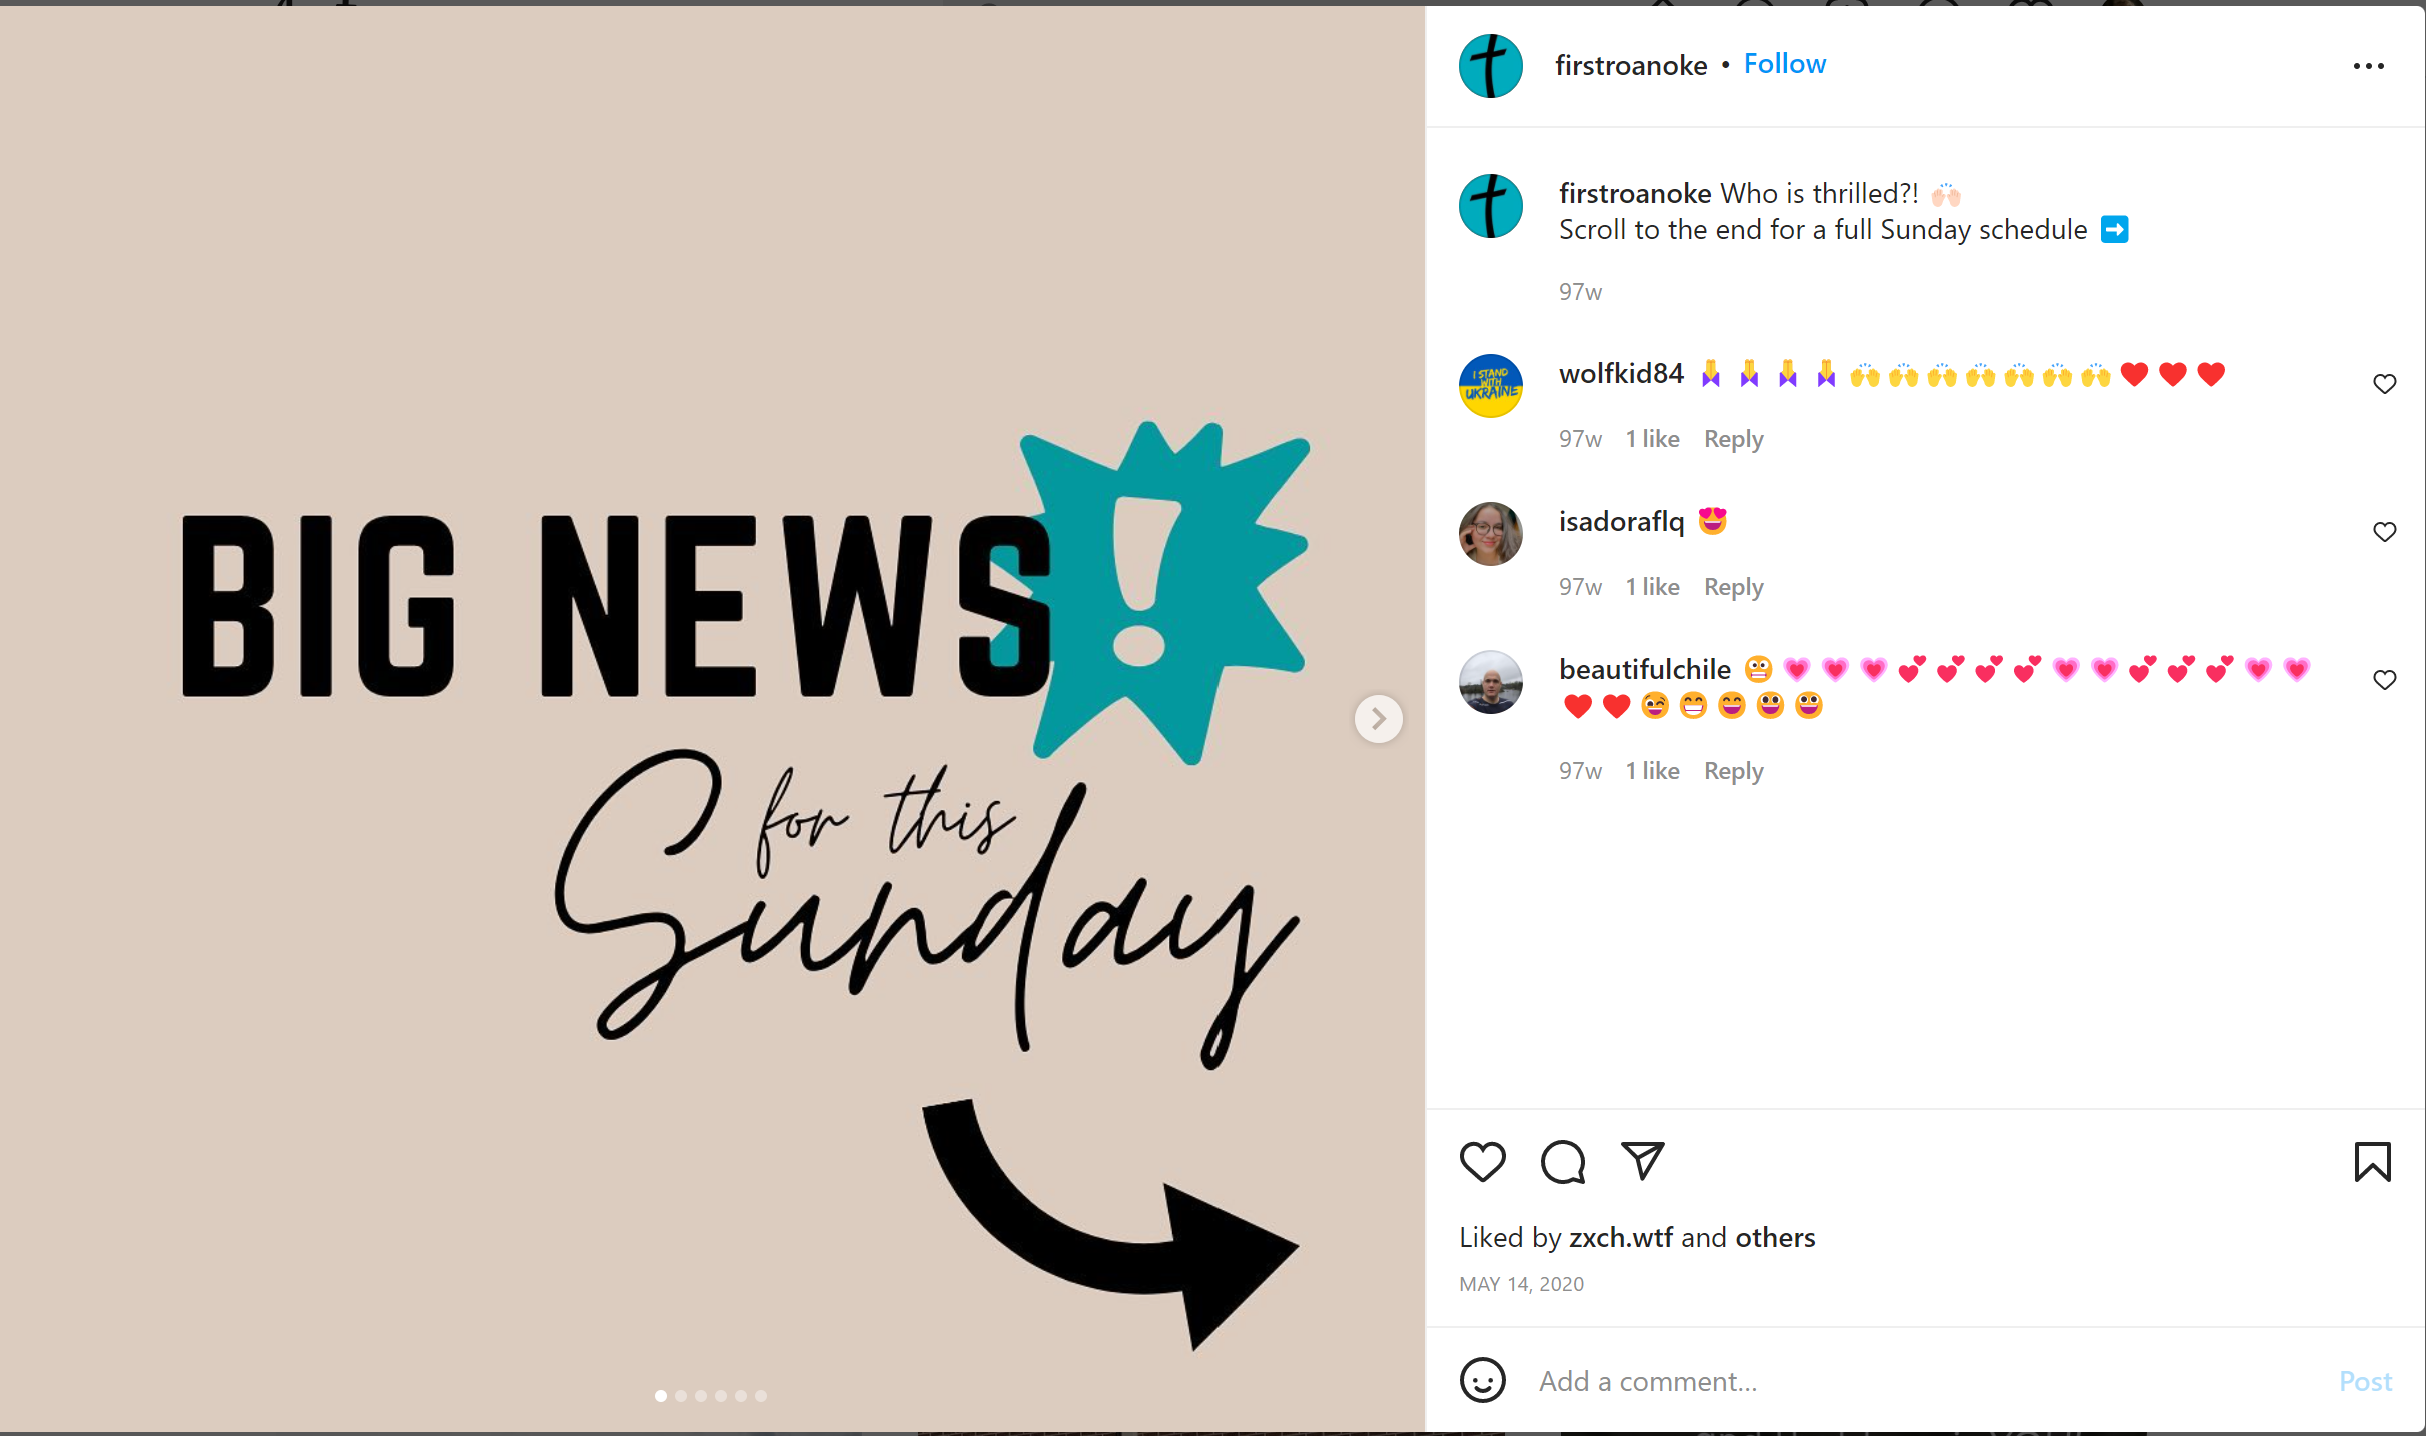 BIG NEWS!
for this
Sunday
firstroanoke • Follow
firstroanoke Who is thrilled?! 🙌🏻
Scroll to the end for a full Sunday schedule ➡️
97w
I STAND
WITH
UKRAINE
wolfkid84 🙏🙏🙏🙏🙌🙌🙌🙌🙌🙌🙌❤️❤️❤️
97w 1 like Reply
isadoraflq 😍
97w 1 like Reply
beautifulchile 😬💗💗💗💕💕💕💕💗💗💕💕💕💗💗
❤️❤️😉😁😄😃😃
97w 1 like Reply
Liked by zxch.wtf and others
MAY 14, 2020
Add a comment...
Post